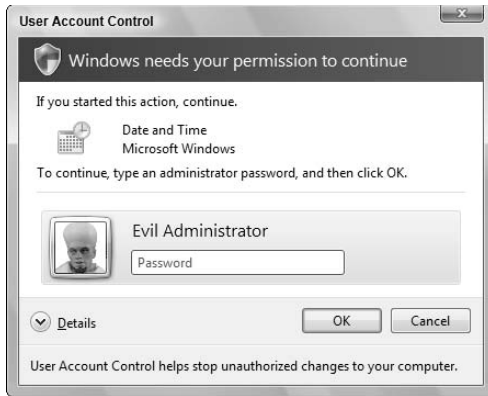 User Account Control
Windows needs your permission to continue
If you started this action, continue.
Date and Time
Microsoft Windows
To continue, type an administrator password, and then click OK.
Evil Administrator
Password
Details
OK
Cancel
User Account Control helps stop unauthorized changes to your computer.